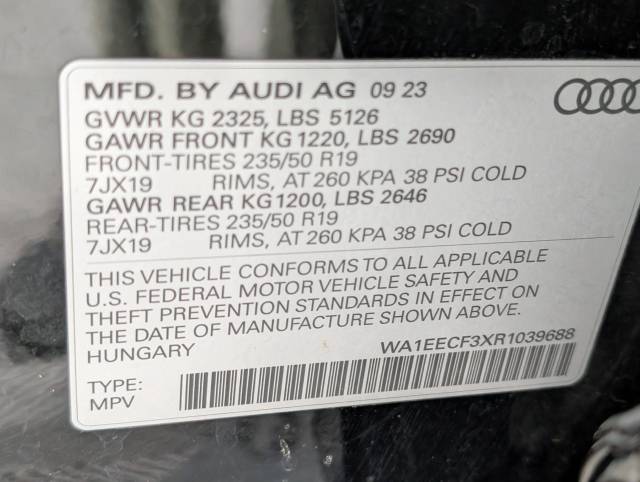 MFD. BY AUDI AG 09 23
GVWR KG 2325, LBS 5126
GAWR FRONT KG 1220, LBS 2690
FRONT-TIRES 235/50 R19
7JX19 RIMS, AT 260 KPA 38 PSI COLD
GAWR REAR KG 1200, LBS 2646
REAR-TIRES 235/50 R19
7JX19 RIMS, AT 260 KPA 38 PSI COLD
THIS VEHICLE CONFORMS TO ALL APPLICABLE
U.S. FEDERAL MOTOR VEHICLE SAFETY AND
THEFT PREVENTION STANDARDS IN EFFECT ON
THE DATE OF MANUFACTURE SHOWN ABOVE.
HUNGARY WA1EECF3XR1039688
TYPE:
MPV